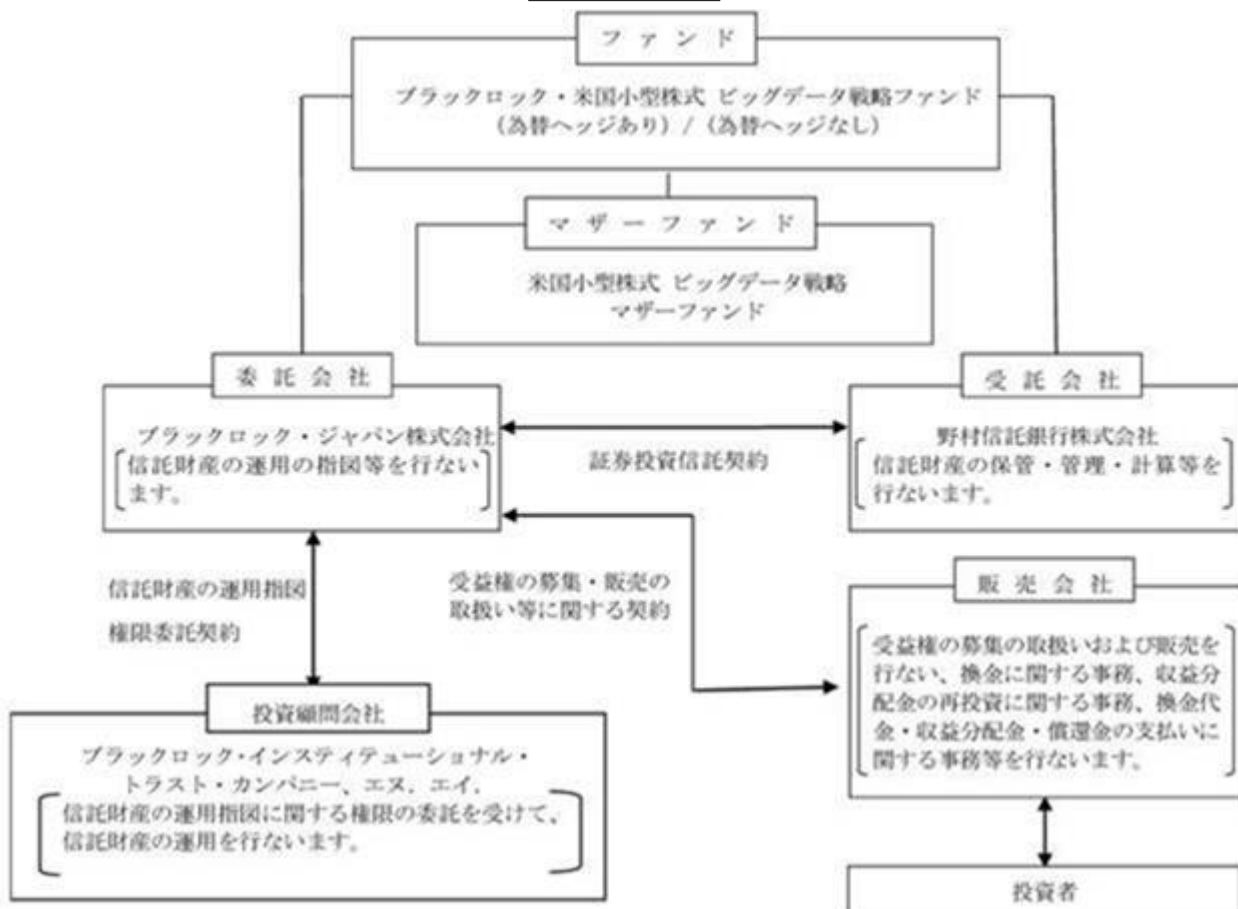 ファンド
ブラックロック・米国小型株式 ビッグデータ戦略ファンド
（為替ヘッジあり）/（為替ヘッジなし）
マザーファンド
米国小型株式 ビッグデータ戦略
マザーファンド
委託会社
ブラックロック・ジャパン株式会社
信託財産の運用の指図等を行ない
ます。
証券投資信託契約
受託会社
野村信託銀行株式会社
信託財産の保管・管理・計算等を
行ないます。
信託財産の運用指図
権限委託契約
受益権の募集・販売の
取扱い等に関する契約
販売会社
受益権の募集の取扱いおよび販売を
行ない、換金に関する事務、収益分
配金の再投資に関する事務、換金代
金・収益分配金・償還金の支払いに
関する事務等を行ないます。
投資顧問会社
ブラックロック・インスティテューショナル・
トラスト・カンパニー、エヌ．エイ．
信託財産の運用指図に関する権限の委託を受けて、
信託財産の運用を行ないます。
投資者